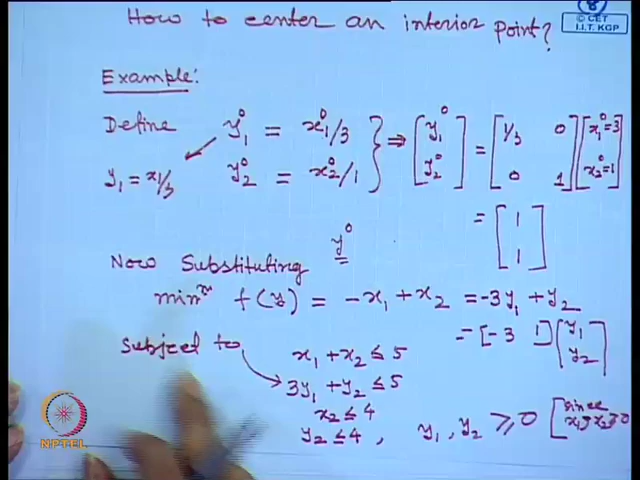 How to center an interior point?
8
© CET
I.I.T. KGP
Example:
Define y₁⁰ = x₁⁰/3 } ⇒ [y₁⁰ y₂⁰] = [1/3 0 0 1] [x₁⁰=3 x₂⁰=1]
y₁ = x₁/3 y₂⁰ = x₂⁰/1
y⁰ = [1 1]
Now Substituting
minᵐ f(y) = -x₁ + x₂ = -3y₁ + y₂
= [-3 1] [y₁ y₂]
Subject to x₁ + x₂ ≤ 5
3y₁ + y₂ ≤ 5
x₂ ≤ 4
y₂ ≤ 4, y₁, y₂ ≥ 0 [since x₁, x₂ ≥ 0
NPTEL